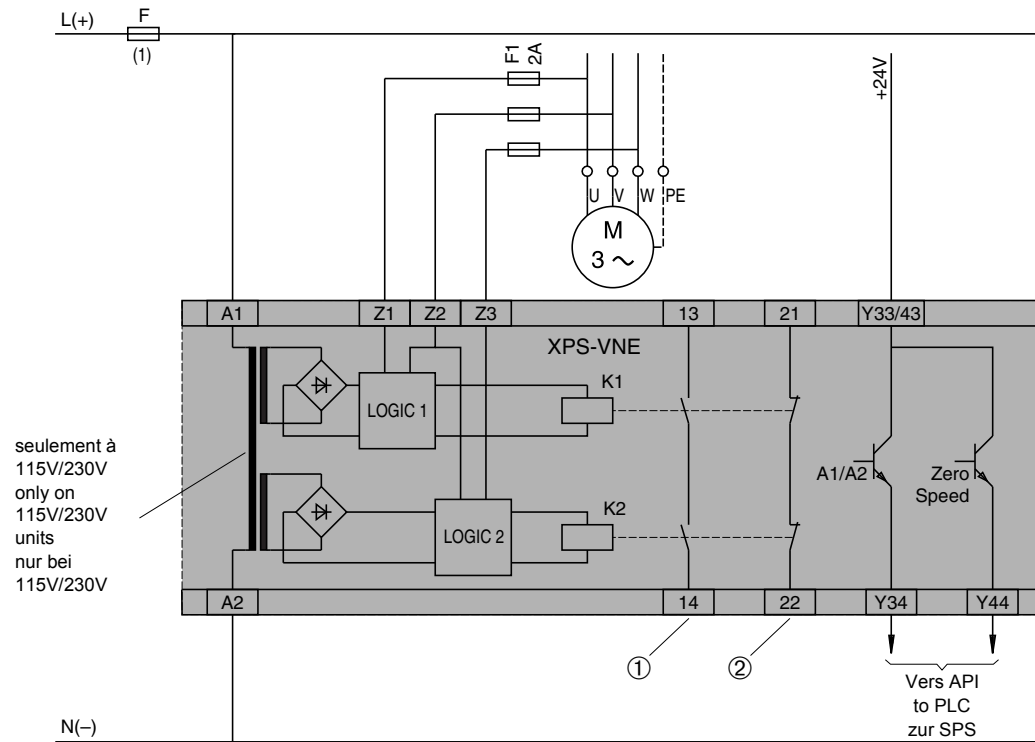 L(+)
F
(1)
F1
2A
+24V
U
V
W
PE
M
3 ~
A1
Z1
Z2
Z3
13
21
Y33/43
XPS-VNE
K1
LOGIC 1
seulement à
115V/230V
only on
115V/230V
units
nur bei
115V/230V
A1/A2
Zero
Speed
K2
LOGIC 2
A2
14
22
Y34
Y44
①
②
Vers API
to PLC
zur SPS
N(–)